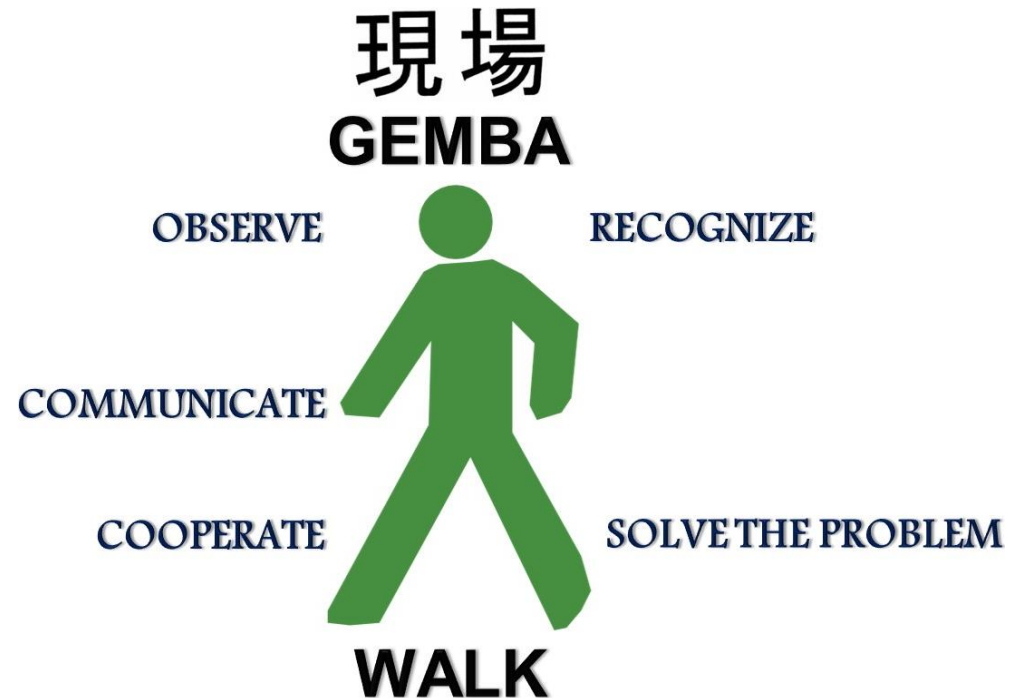 現場
GEMBA
OBSERVE
RECOGNIZE
COMMUNICATE
COOPERATE
SOLVE THE PROBLEM
WALK